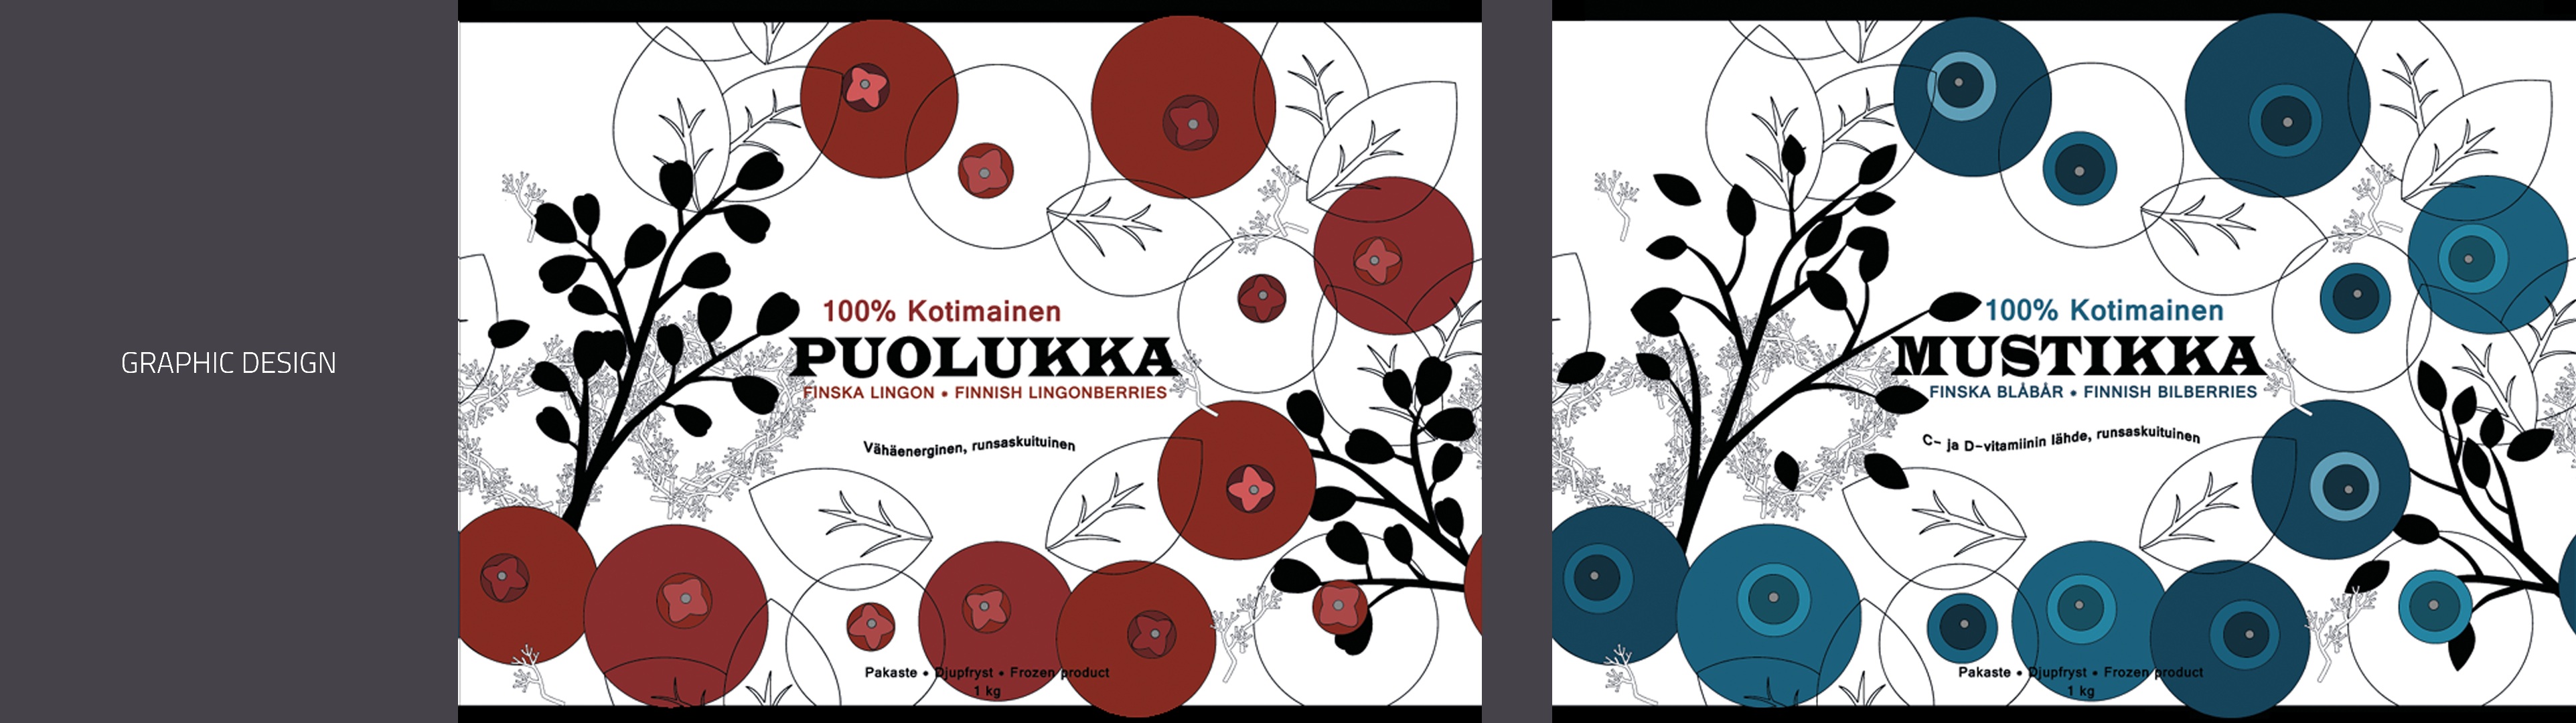 GRAPHIC DESIGN
100% Kotimainen
PUOLUKKA
FINSKA LINGON • FINNISH LINGONBERRIES
Vähäenerginen, runsaskuituinen
Pakaste • Djupfryst • Frozen product
1 kg
100% Kotimainen
MUSTIKKA
FINSKA BLÅBÅR • FINNISH BILBERRIES
C- ja D-vitamiinin lähde, runsaskuituinen
Pakaste • Djupfryst • Frozen product
1 kg